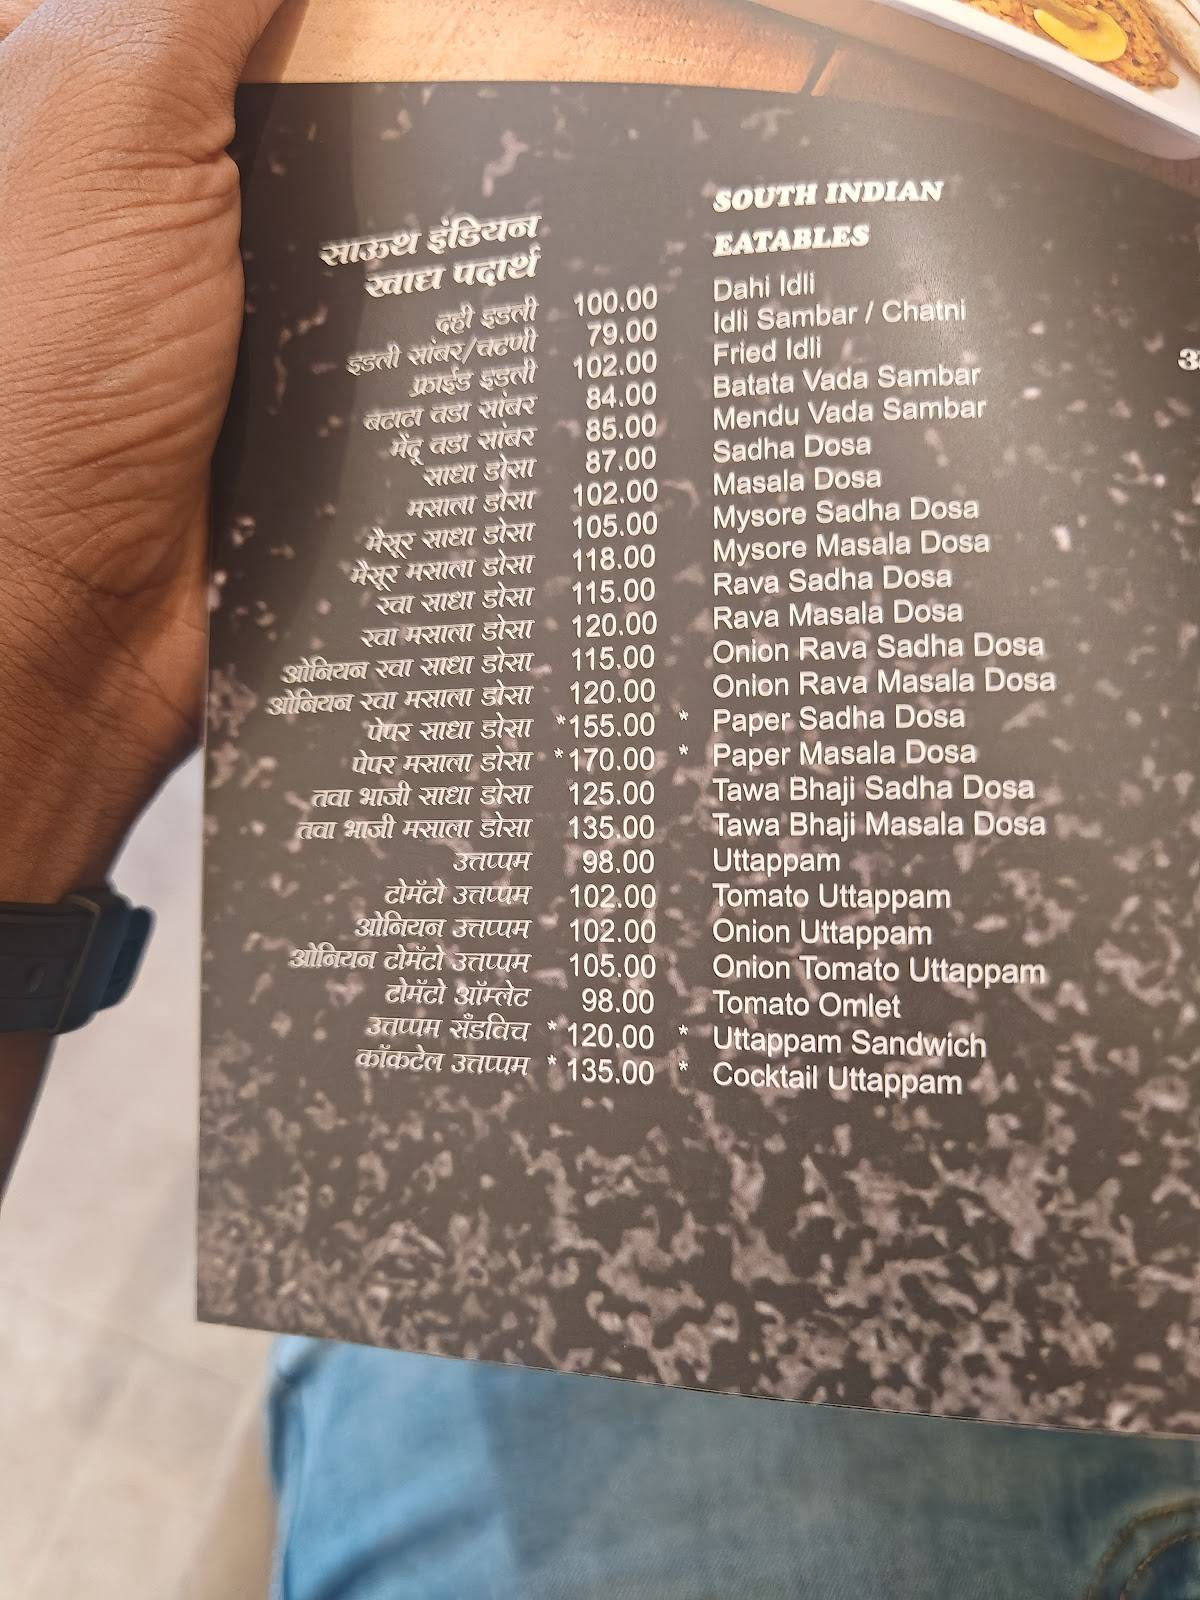 साऊथ इंडियन SOUTH INDIAN
खाद्य पदार्थ EATABLES
दही इडली 100.00 Dahi Idli
इडली सांबर/चटणी 79.00 Idli Sambar / Chatni
फ्राईड इडली 102.00 Fried Idli
बटाटा वडा सांबर 84.00 Batata Vada Sambar
मेंदू वडा सांबर 85.00 Mendu Vada Sambar
साधा डोसा 87.00 Sadha Dosa
मसाला डोसा 102.00 Masala Dosa
मैसूर साधा डोसा 105.00 Mysore Sadha Dosa
मैसूर मसाला डोसा 118.00 Mysore Masala Dosa
रवा साधा डोसा 115.00 Rava Sadha Dosa
रवा मसाला डोसा 120.00 Rava Masala Dosa
ओनियन रवा साधा डोसा 115.00 Onion Rava Sadha Dosa
ओनियन रवा मसाला डोसा 120.00 Onion Rava Masala Dosa
पेपर साधा डोसा *155.00 * Paper Sadha Dosa
पेपर मसाला डोसा *170.00 * Paper Masala Dosa
तवा भाजी साधा डोसा 125.00 Tawa Bhaji Sadha Dosa
तवा भाजी मसाला डोसा 135.00 Tawa Bhaji Masala Dosa
उत्तप्पम 98.00 Uttappam
टोमॅटो उत्तप्पम 102.00 Tomato Uttappam
ओनियन उत्तप्पम 102.00 Onion Uttappam
ओनियन टोमॅटो उत्तप्पम 105.00 Onion Tomato Uttappam
टोमॅटो ऑम्लेट 98.00 Tomato Omlet
उत्तप्पम सँडविच * 120.00 * Uttappam Sandwich
कॉकटेल उत्तप्पम * 135.00 * Cocktail Uttappam